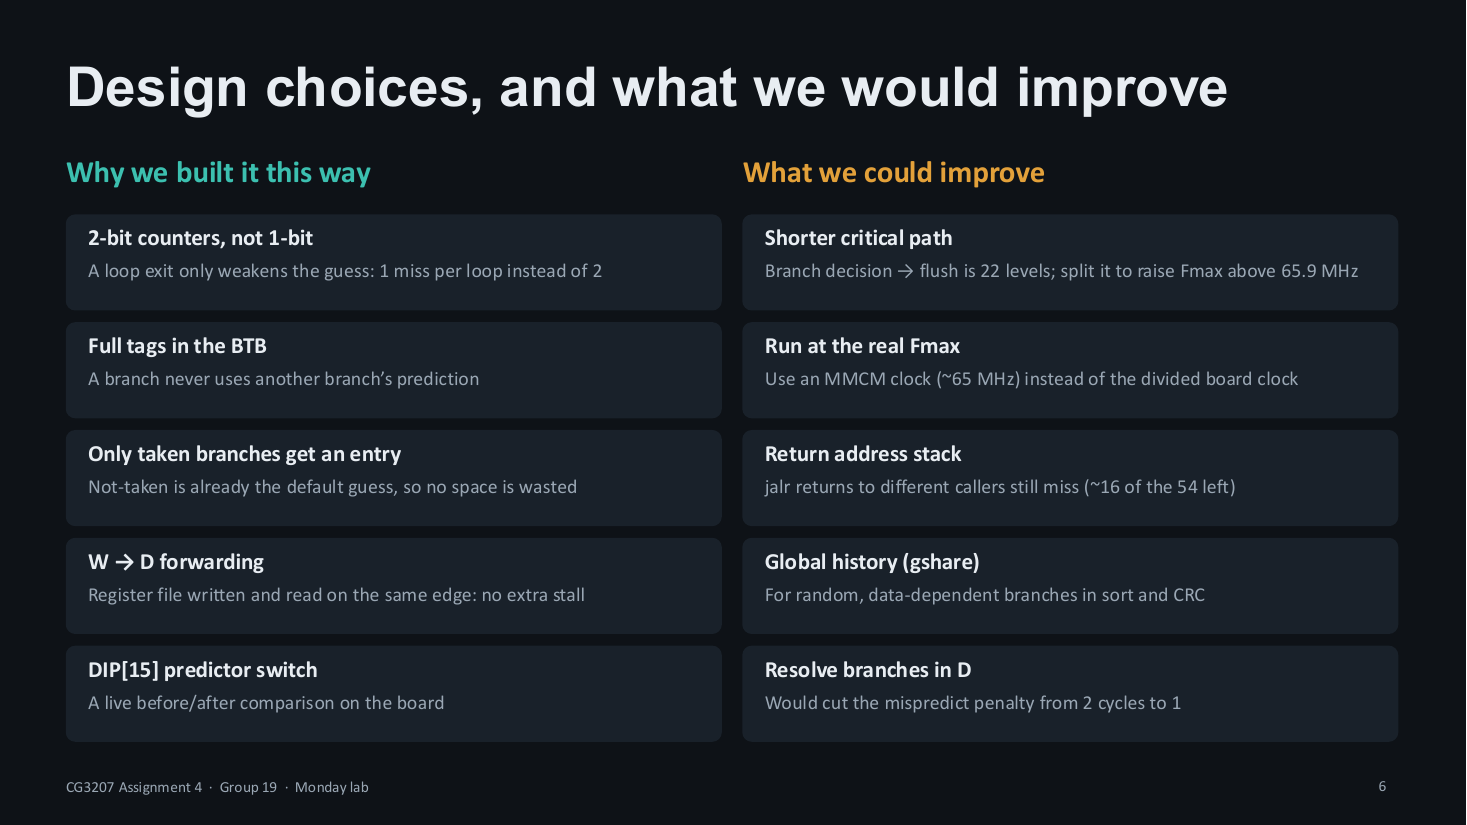 Design choices, and what we would improve
Why we built it this way
2-bit counters, not 1-bit
A loop exit only weakens the guess: 1 miss per loop instead of 2
Full tags in the BTB
A branch never uses another branch’s prediction
Only taken branches get an entry
Not-taken is already the default guess, so no space is wasted
W → D forwarding
Register file written and read on the same edge: no extra stall
DIP[15] predictor switch
A live before/after comparison on the board
What we could improve
Shorter critical path
Branch decision → flush is 22 levels; split it to raise Fmax above 65.9 MHz
Run at the real Fmax
Use an MMCM clock (~65 MHz) instead of the divided board clock
Return address stack
jalr returns to different callers still miss (~16 of the 54 left)
Global history (gshare)
For random, data-dependent branches in sort and CRC
Resolve branches in D
Would cut the mispredict penalty from 2 cycles to 1
CG3207 Assignment 4 · Group 19 · Monday lab
6